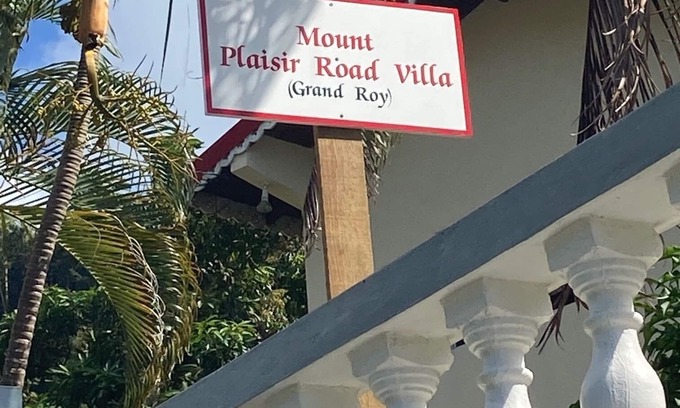 Mount
Plaisir Road Villa
(Grand Roy)